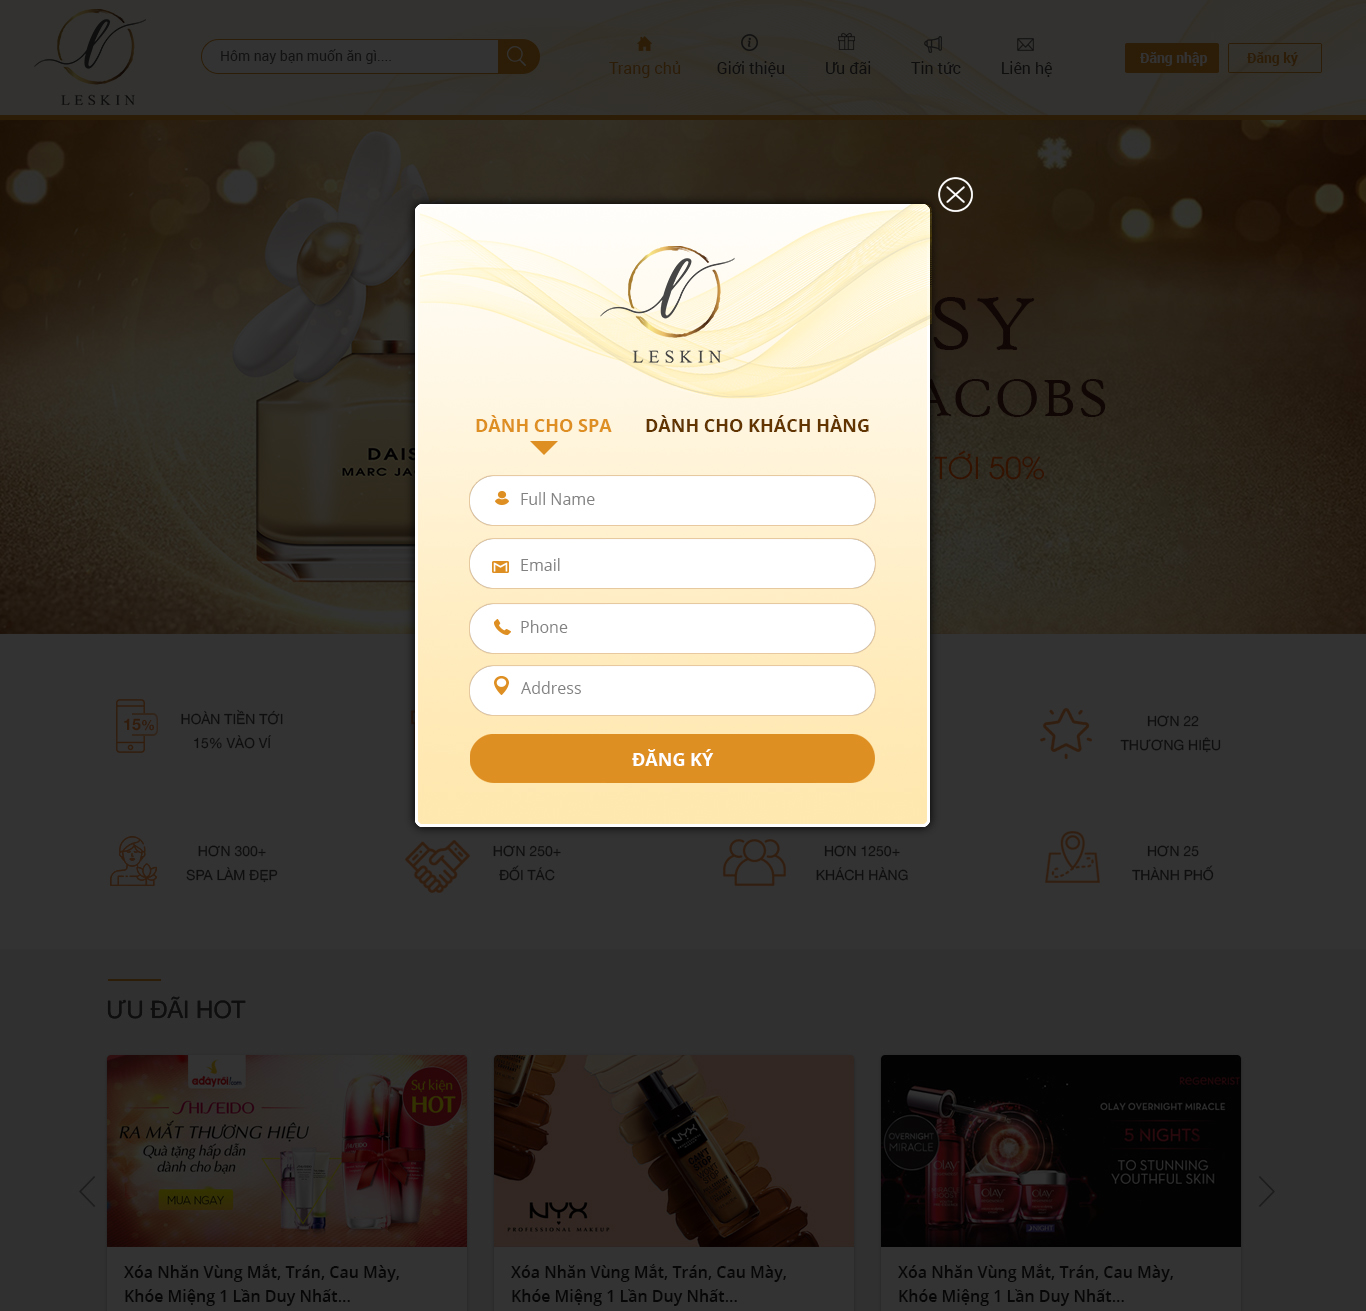 LESKIN
Hôm nay bạn muốn ăn gì....
Trang chủ
Giới thiệu
Ưu đãi
Tin tức
Liên hệ
Đăng nhập
Đăng ký
SY
ACOBS
TỚI 50%
DAIS
MARC JA
LESKIN
DÀNH CHO SPA
DÀNH CHO KHÁCH HÀNG
Full Name
Email
Phone
Address
ĐĂNG KÝ
15%
HOÀN TIỀN TỚI
15% VÀO VÍ
HƠN 22
THƯƠNG HIỆU
HƠN 300+
SPA LÀM ĐẸP
HƠN 250+
ĐỐI TÁC
HƠN 1250+
KHÁCH HÀNG
HƠN 25
THÀNH PHỐ
ƯU ĐÃI HOT
adayroi.com
Sự kiện
HOT
SHISEIDO
RA MẮT THƯƠNG HIỆU
Quà tặng hấp dẫn
dành cho bạn
MUA NGAY
NYX
NYX
PROFESSIONAL MAKEUP
REGENERIST
OLAY OVERNIGHT MIRACLE
5 NIGHTS
TO STUNNING
YOUTHFUL SKIN
OVERNIGHT
MIRACLE
OLAY
OLAY
OLAY
Xóa Nhăn Vùng Mắt, Trán, Cau Mày,
Khóe Miệng 1 Lần Duy Nhất...
Xóa Nhăn Vùng Mắt, Trán, Cau Mày,
Khóe Miệng 1 Lần Duy Nhất...
Xóa Nhăn Vùng Mắt, Trán, Cau Mày,
Khóe Miệng 1 Lần Duy Nhất...